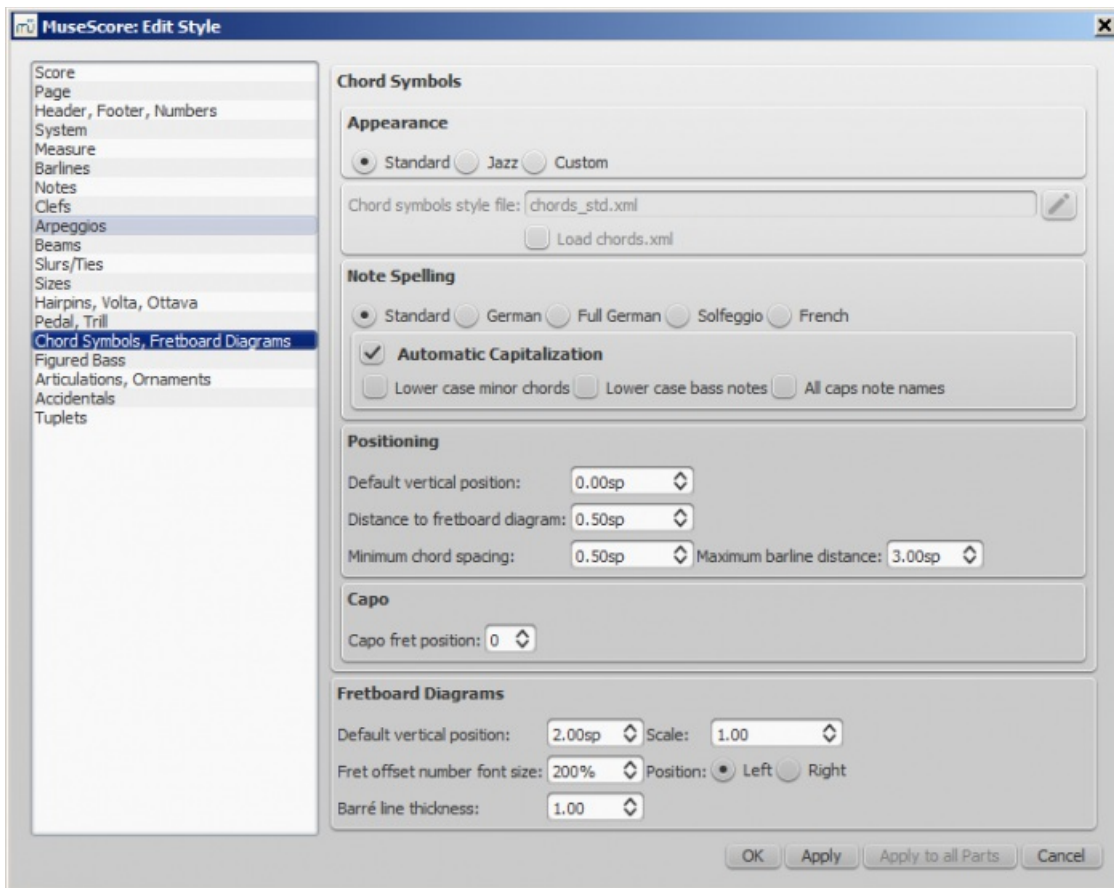 MuseScore: Edit Style
Score
Page
Header, Footer, Numbers
System
Measure
Barlines
Notes
Clefs
Arpeggios
Beams
Slurs/Ties
Sizes
Hairpins, Volta, Ottava
Pedal, Trill
Chord Symbols, Fretboard Diagrams
Figured Bass
Articulations, Ornaments
Accidentals
Tuplets
Chord Symbols
Appearance
Standard Jazz Custom
Chord symbols style file: chords_std.xml
Load chords.xml
Note Spelling
Standard German Full German Solfeggio French
Automatic Capitalization
Lower case minor chords Lower case bass notes All caps note names
Positioning
Default vertical position: 0.00sp
Distance to fretboard diagram: 0.50sp
Minimum chord spacing: 0.50sp Maximum barline distance: 3.00sp
Capo
Capo fret position: 0
Fretboard Diagrams
Default vertical position: 2.00sp Scale: 1.00
Fret offset number font size: 200% Position: Left Right
Barré line thickness: 1.00
OK Apply Apply to all Parts Cancel